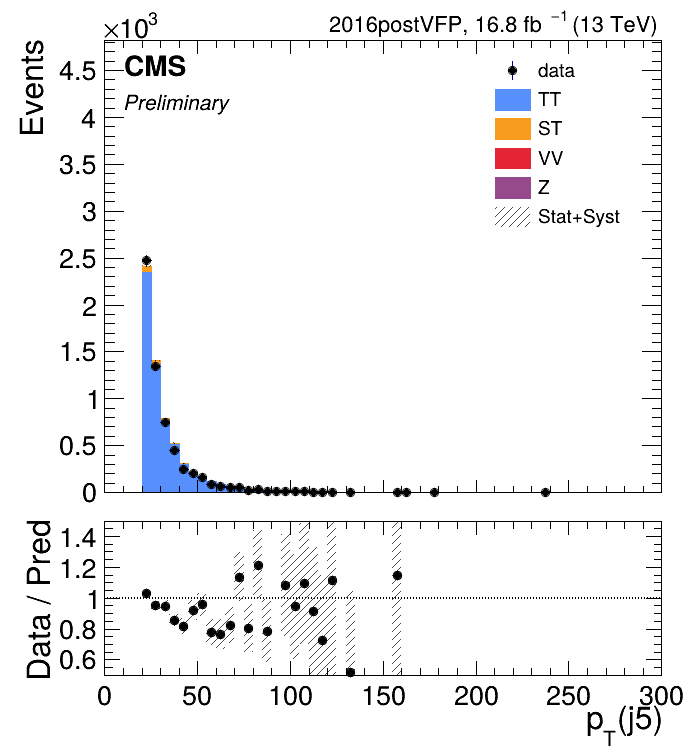 ×10³
2016postVFP, 16.8 fb ⁻¹ (13 TeV)
CMS
Preliminary
Events
data
TT
ST
VV
Z
Stat+Syst
4.5
4
3.5
3
2.5
2
1.5
1
0.5
0
Data / Pred
1.4
1.2
1
0.8
0.6
0 50 100 150 200 250 300
p_T(j5)